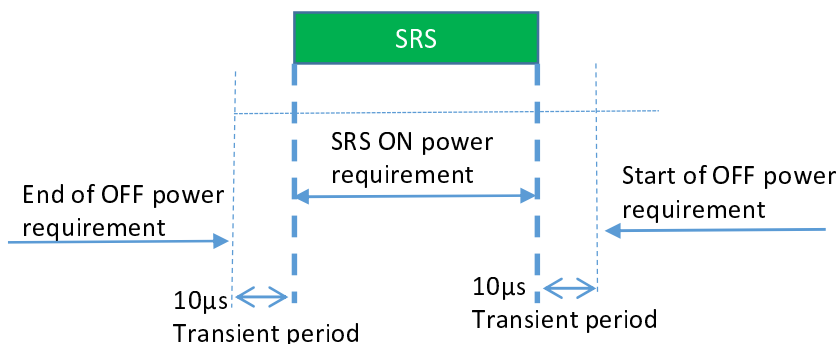 SRS
SRS ON power
requirement
End of OFF power
requirement
Start of OFF power
requirement
10µs
Transient period
10µs
Transient period